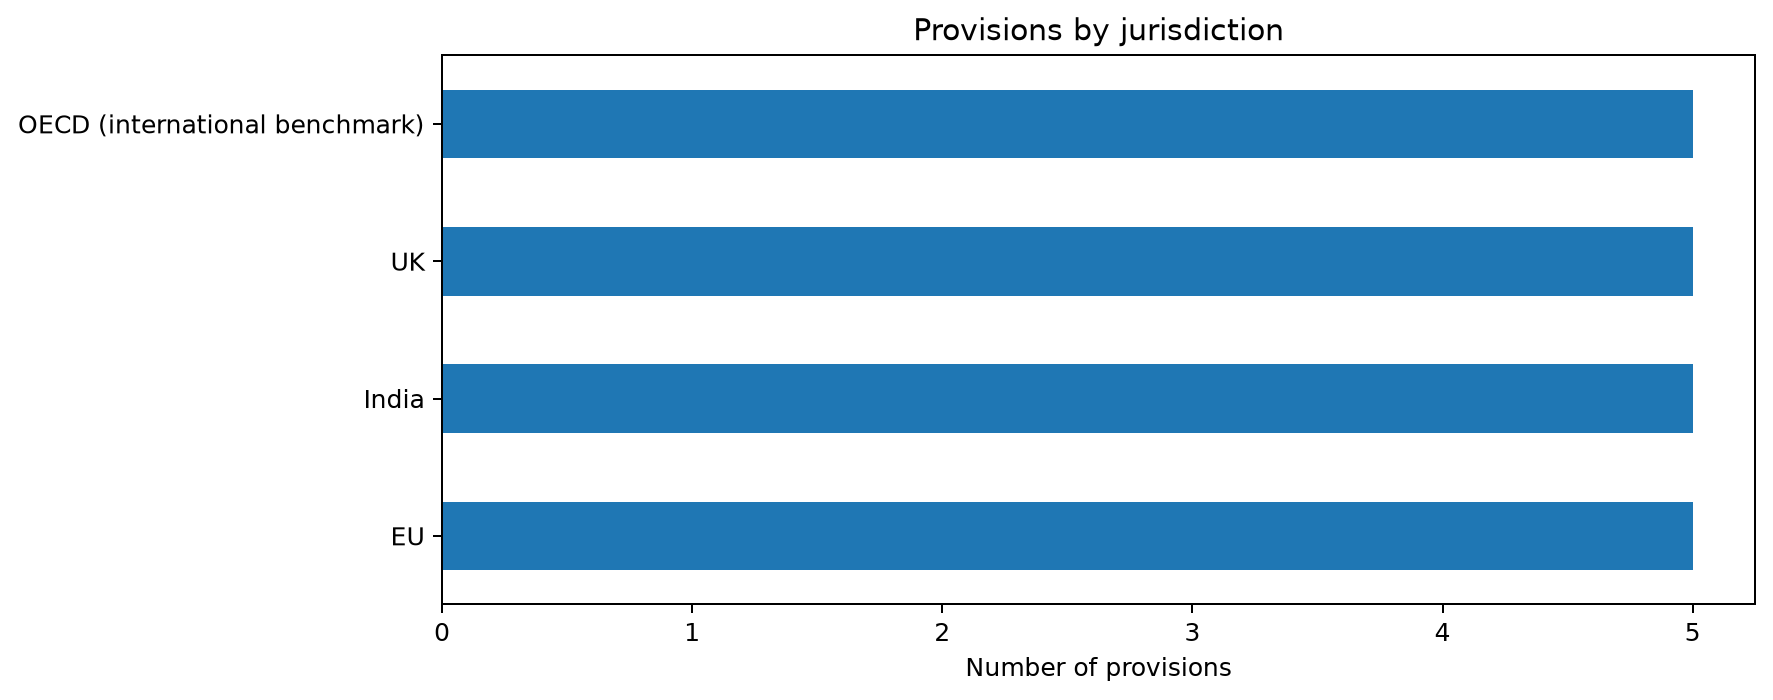 Provisions by jurisdiction
OECD (international benchmark)
UK
India
EU
0 1 2 3 4 5
Number of provisions